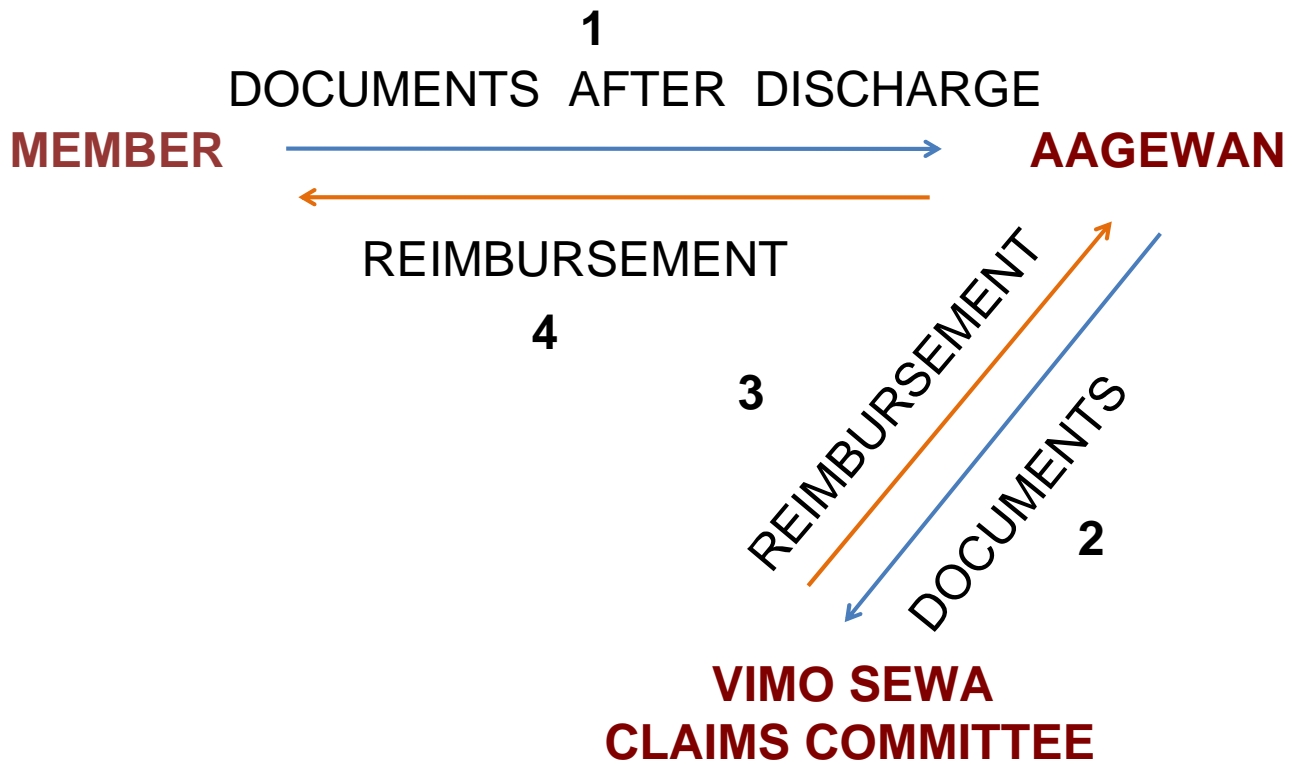 1
DOCUMENTS AFTER DISCHARGE
MEMBER
AAGEWAN
REIMBURSEMENT
4
3
REIMBURSEMENT
DOCUMENTS
2
VIMO SEWA
CLAIMS COMMITTEE